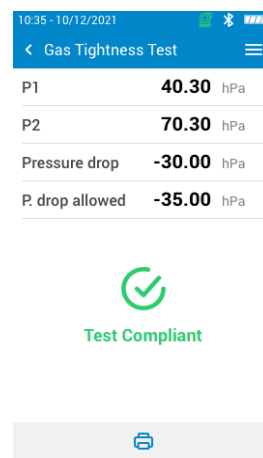 10:35 - 10/12/2021
Gas Tightness Test
P1 40.30 hPa
P2 70.30 hPa
Pressure drop -30.00 hPa
P. drop allowed -35.00 hPa
Test Compliant